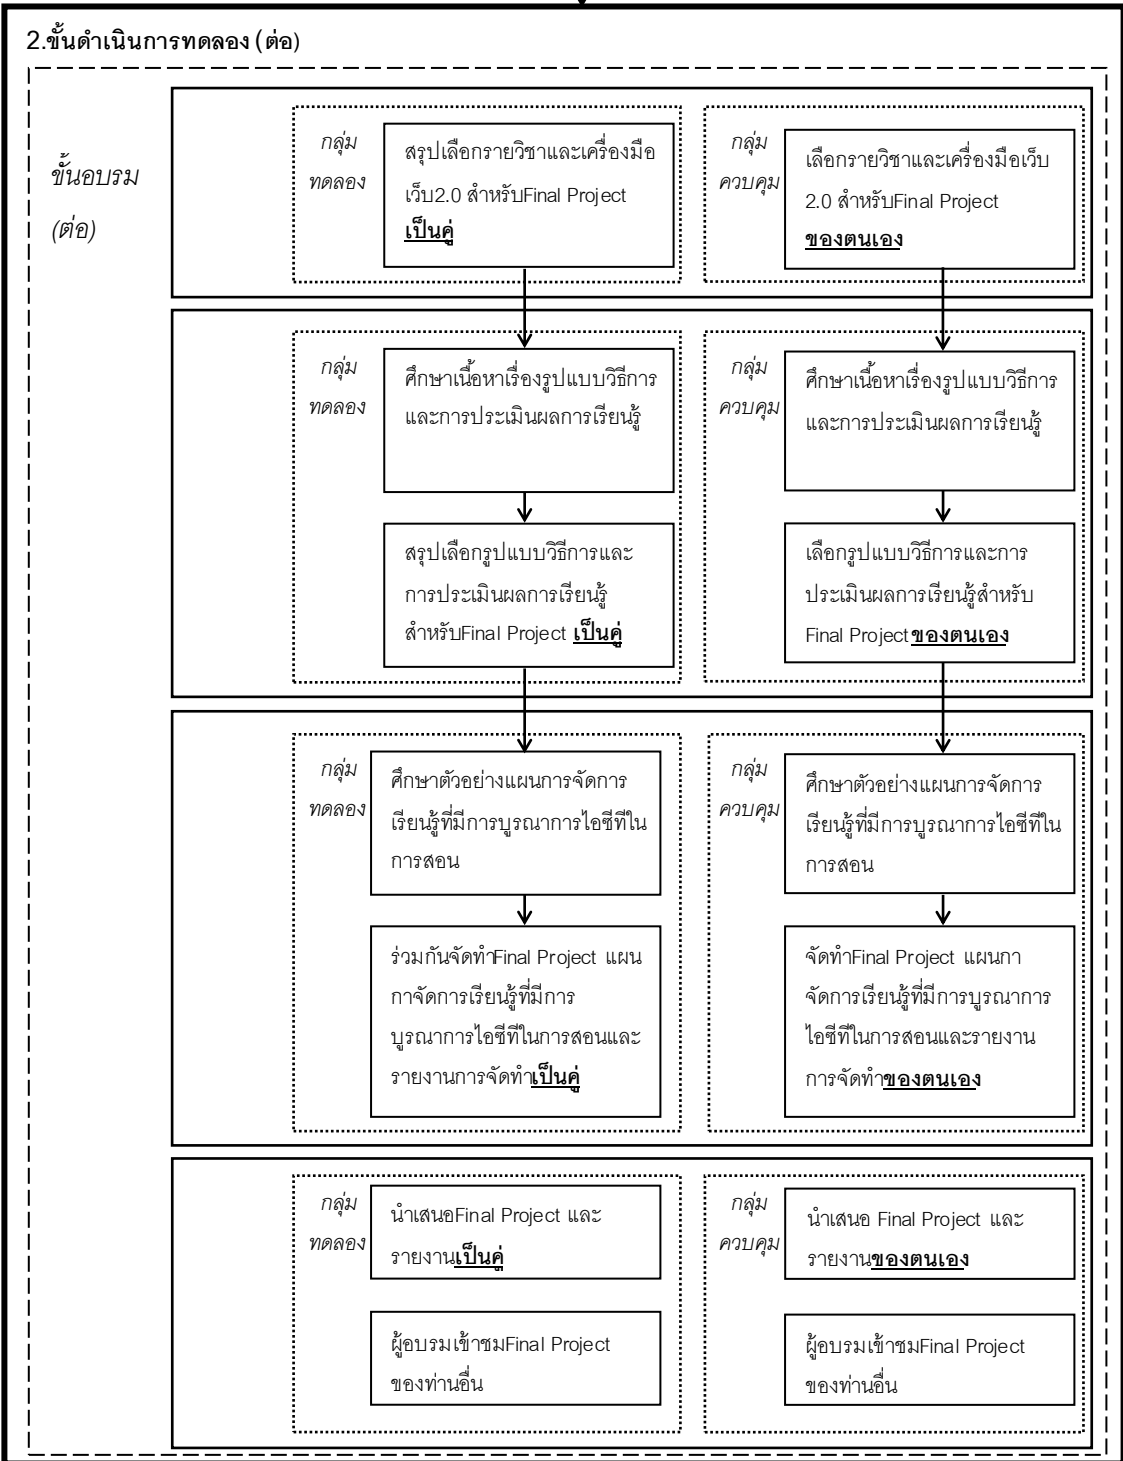 2.ขั้นดำเนินการทดลอง (ต่อ)
ขั้นอบรม
(ต่อ)
กลุ่ม
ทดลอง
สรุปเลือกรายวิชาและเครื่องมือ
เว็บ2.0 สำหรับFinal Project
เป็นคู่
กลุ่ม
ควบคุม
เลือกรายวิชาและเครื่องมือเว็บ
2.0 สำหรับFinal Project
ของตนเอง
กลุ่ม
ทดลอง
ศึกษาเนื้อหาเรื่องรูปแบบวิธีการ
และการประเมินผลการเรียนรู้
สรุปเลือกรูปแบบวิธีการและ
การประเมินผลการเรียนรู้
สำหรับFinal Project เป็นคู่
กลุ่ม
ควบคุม
ศึกษาเนื้อหาเรื่องรูปแบบวิธีการ
และการประเมินผลการเรียนรู้
เลือกรูปแบบวิธีการและการ
ประเมินผลการเรียนรู้สำหรับ
Final Projectของตนเอง
กลุ่ม
ทดลอง
ศึกษาตัวอย่างแผนการจัดการ
เรียนรู้ที่มีการบูรณาการไอซีทีใน
การสอน
ร่วมกันจัดทำFinal Project แผน
กาจัดการเรียนรู้ที่มีการ
บูรณาการไอซีทีในการสอนและ
รายงานการจัดทำเป็นคู่
กลุ่ม
ควบคุม
ศึกษาตัวอย่างแผนการจัดการ
เรียนรู้ที่มีการบูรณาการไอซีทีใน
การสอน
จัดทำFinal Project แผนกา
จัดการเรียนรู้ที่มีการบูรณาการ
ไอซีทีในการสอนและรายงาน
การจัดทำของตนเอง
กลุ่ม
ทดลอง
นำเสนอFinal Project และ
รายงานเป็นคู่
ผู้อบรมเข้าชมFinal Project
ของท่านอื่น
กลุ่ม
ควบคุม
นำเสนอ Final Project และ
รายงานของตนเอง
ผู้อบรมเข้าชมFinal Project
ของท่านอื่น